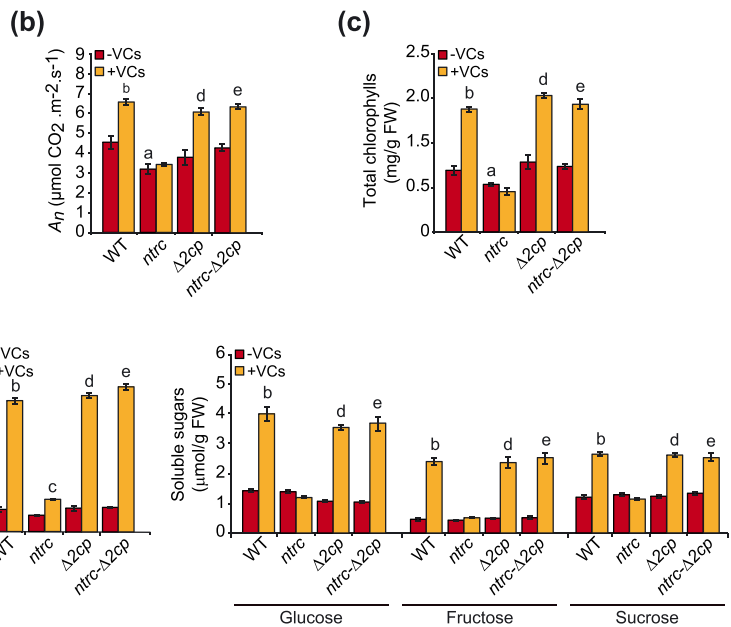 (b)
9
8
7
6
5
4
3
2
1
0
An (µmol CO2 .m-2.s-1)
-VCs
+VCs
b
a
d
e
WT
ntrc
Δ2cp
ntrc-Δ2cp
(c)
2.5
2.0
1.5
0.5
0
Total chlorophylls
(mg/g FW)
-VCs
+VCs
b
a
d
e
WT
ntrc
Δ2cp
ntrc-Δ2cp
VCs
VCs
b
c
d
e
WT
ntrc
Δ2cp
ntrc-Δ2cp
6
5
4
3
2
1
0
Soluble sugars
(µmol/g FW)
-VCs
+VCs
b
d
e
b
d
e
b
d
e
WT
ntrc
Δ2cp
ntrc-Δ2cp
WT
ntrc
Δ2cp
ntrc-Δ2cp
WT
ntrc
Δ2cp
ntrc-Δ2cp
Glucose
Fructose
Sucrose